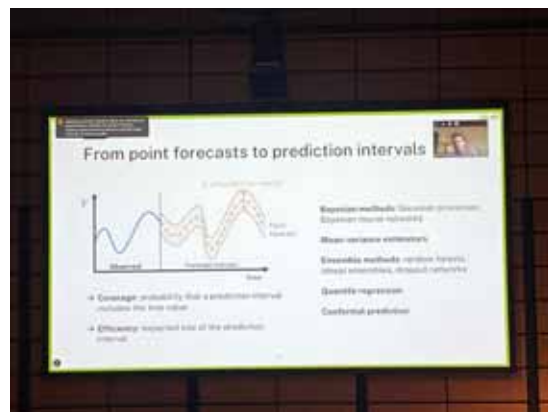 From point forecasts to prediction intervals
y
Point
forecast
Observed
Time
→ Coverage: probability that a prediction interval
includes the true value
→ Efficiency: expected size of the prediction
interval
Bayesian methods: Gaussian processes,
Bayesian neural networks
Mean-variance estimators
Ensemble methods: random forests,
dropout networks
Quantile regression
Conformal prediction